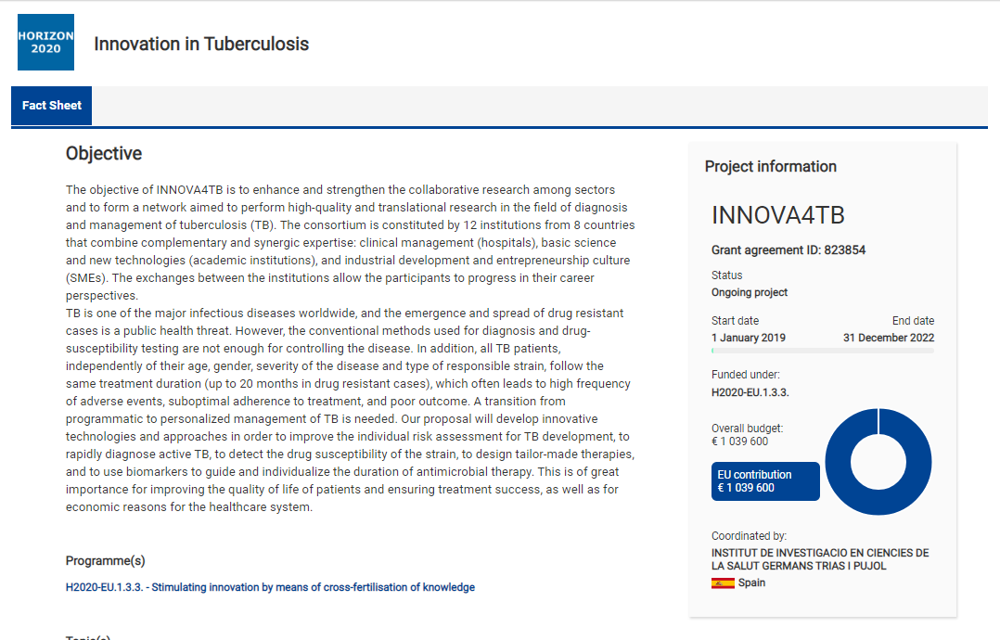 HORIZON
2020
Innovation in Tuberculosis
Fact Sheet
Objective
The objective of INNOVA4TB is to enhance and strengthen the collaborative research among sectors
and to form a network aimed to perform high-quality and translational research in the field of diagnosis
and management of tuberculosis (TB). The consortium is constituted by 12 institutions from 8 countries
that combine complementary and synergic expertise: clinical management (hospitals), basic science
and new technologies (academic institutions), and industrial development and entrepreneurship culture
(SMEs). The exchanges between the institutions allow the participants to progress in their career
perspectives.
TB is one of the major infectious diseases worldwide, and the emergence and spread of drug resistant
cases is a public health threat. However, the conventional methods used for diagnosis and drug-
susceptibility testing are not enough for controlling the disease. In addition, all TB patients,
independently of their age, gender, severity of the disease and type of responsible strain, follow the
same treatment duration (up to 20 months in drug resistant cases), which often leads to high frequency
of adverse events, suboptimal adherence to treatment, and poor outcome. A transition from
programmatic to personalized management of TB is needed. Our proposal will develop innovative
technologies and approaches in order to improve the individual risk assessment for TB development, to
rapidly diagnose active TB, to detect the drug susceptibility of the strain, to design tailor-made therapies,
and to use biomarkers to guide and individualize the duration of antimicrobial therapy. This is of great
importance for improving the quality of life of patients and ensuring treatment success, as well as for
economic reasons for the healthcare system.
Programme(s)
H2020-EU.1.3.3. - Stimulating innovation by means of cross-fertilisation of knowledge
Topic(s)
Project information
INNOVA4TB
Grant agreement ID: 823854
Status
Ongoing project
Start date
End date
1 January 2019
31 December 2022
Funded under:
H2020-EU.1.3.3.
Overall budget:
€ 1 039 600
EU contribution
€ 1 039 600
Coordinated by:
INSTITUT DE INVESTIGACIO EN CIENCIES DE
LA SALUT GERMANS TRIAS I PUJOL
Spain